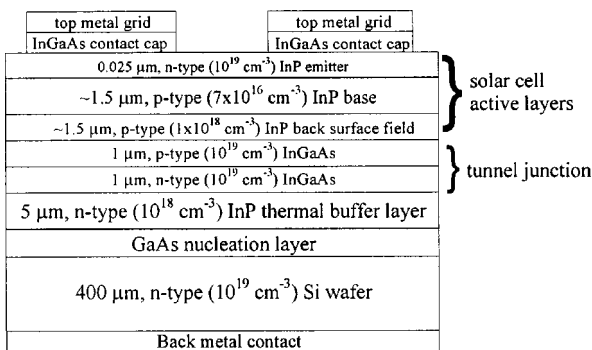 top metal grid
top metal grid
InGaAs contact cap
InGaAs contact cap
0.025 μm, n-type (10¹⁹ cm⁻³) InP emitter
~1.5 μm, p-type (7x10¹⁶ cm⁻³) InP base
~1.5 μm, p-type (1x10¹⁸ cm⁻³) InP back surface field
solar cell
active layers
1 μm, p-type (10¹⁹ cm⁻³) InGaAs
1 μm, n-type (10¹⁹ cm⁻³) InGaAs
tunnel junction
5 μm, n-type (10¹⁸ cm⁻³) InP thermal buffer layer
GaAs nucleation layer
400 μm, n-type (10¹⁹ cm⁻³) Si wafer
Back metal contact